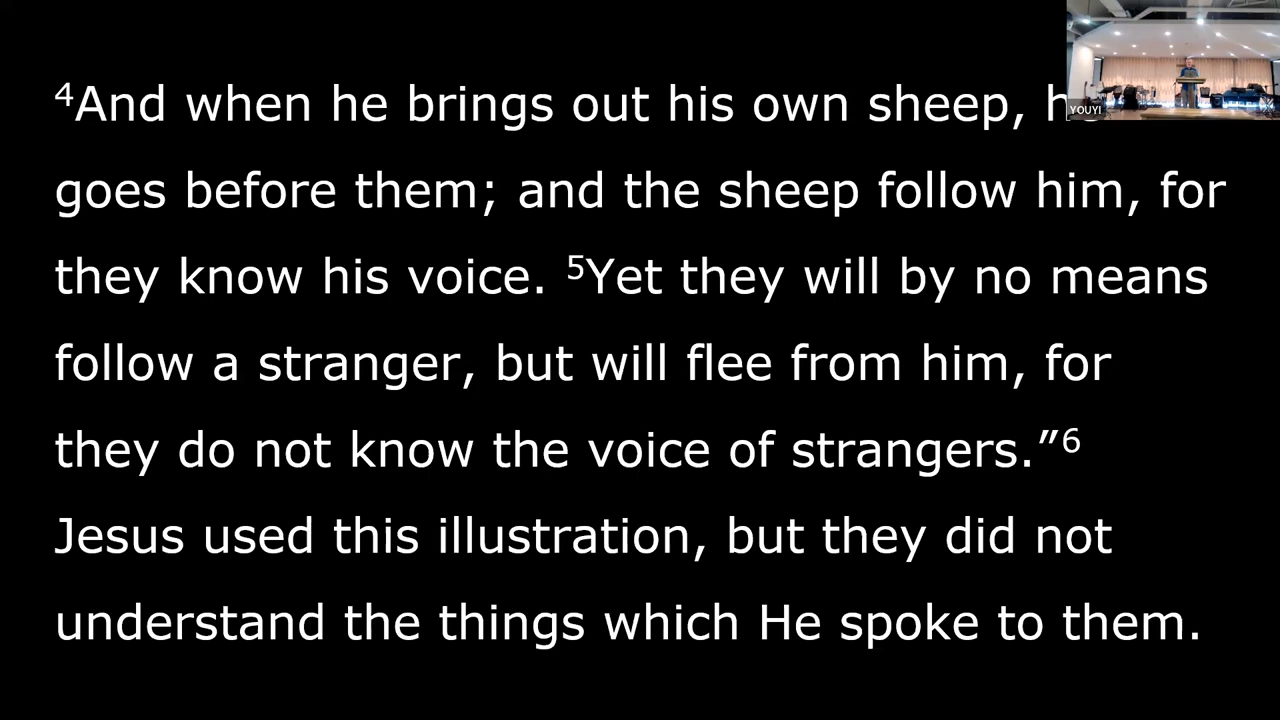 ⁴And when he brings out his own sheep,
goes before them; and the sheep follow him, for
they know his voice. ⁵Yet they will by no means
follow a stranger, but will flee from him, for
they do not know the voice of strangers.”⁶
Jesus used this illustration, but they did not
understand the things which He spoke to them.
YOUYI